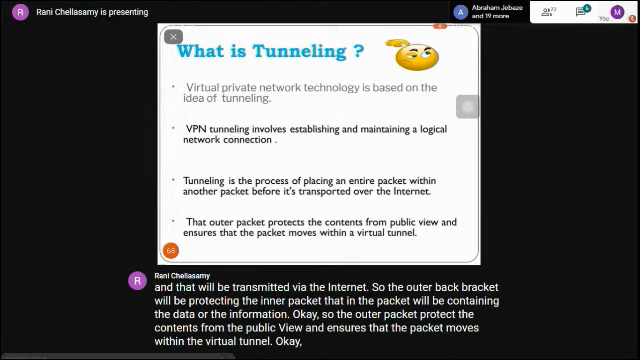 R Rani Chellasamy is presenting
A Abraham Jebaze...
and 19 more
22
6
You
M
What is Tunneling ?
• Virtual private network technology is based on the
idea of tunneling.
• VPN tunneling involves establishing and maintaining a logical
network connection .
• Tunneling is the process of placing an entire packet within
another packet before it's transported over the Internet.
• That outer packet protects the contents from public view and
ensures that the packet moves within a virtual tunnel.
68
R Rani Chellasamy
and that will be transmitted via the Internet. So the outer back bracket
will be protecting the inner packet that in the packet will be containing
the data or the information. Okay, so the outer packet protect the
contents from the public View and ensures that the packet moves
within the virtual tunnel. Okay,